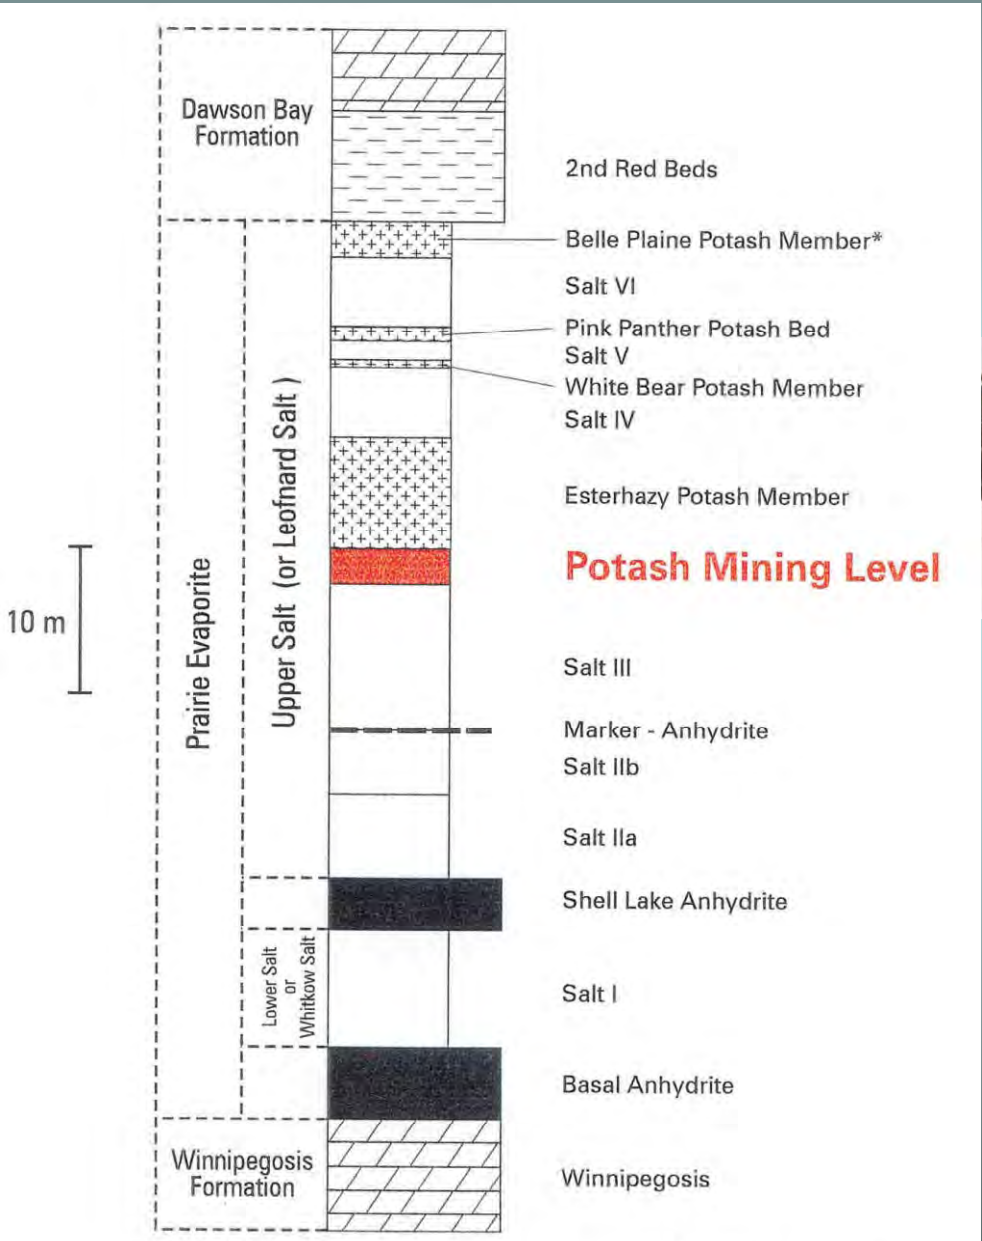 Dawson Bay
Formation
2nd Red Beds
Belle Plaine Potash Member*
Salt VI
Pink Panther Potash Bed
Salt V
White Bear Potash Member
Salt IV
Esterhazy Potash Member
Potash Mining Level
10 m
Prairie Evaporite
Upper Salt (or Leofnard Salt )
Salt III
Marker - Anhydrite
Salt IIb
Salt IIa
Shell Lake Anhydrite
Lower Salt
or
Whitkow Salt
Salt I
Basal Anhydrite
Winnipegosis
Formation
Winnipegosis